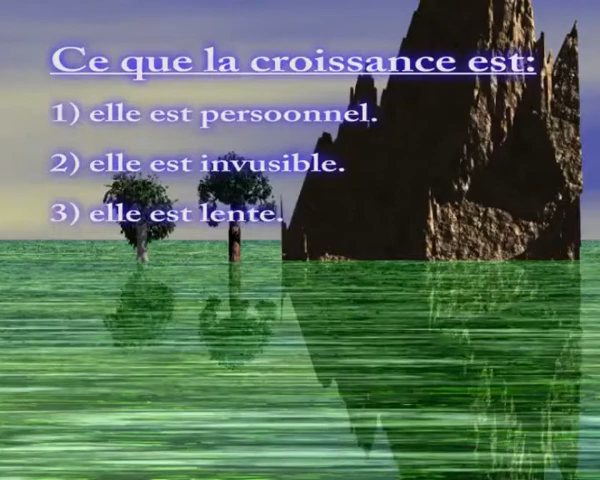 Ce que la croissance est:
1) elle est persoonnel.
2) elle est invusible.
3) elle est lente.